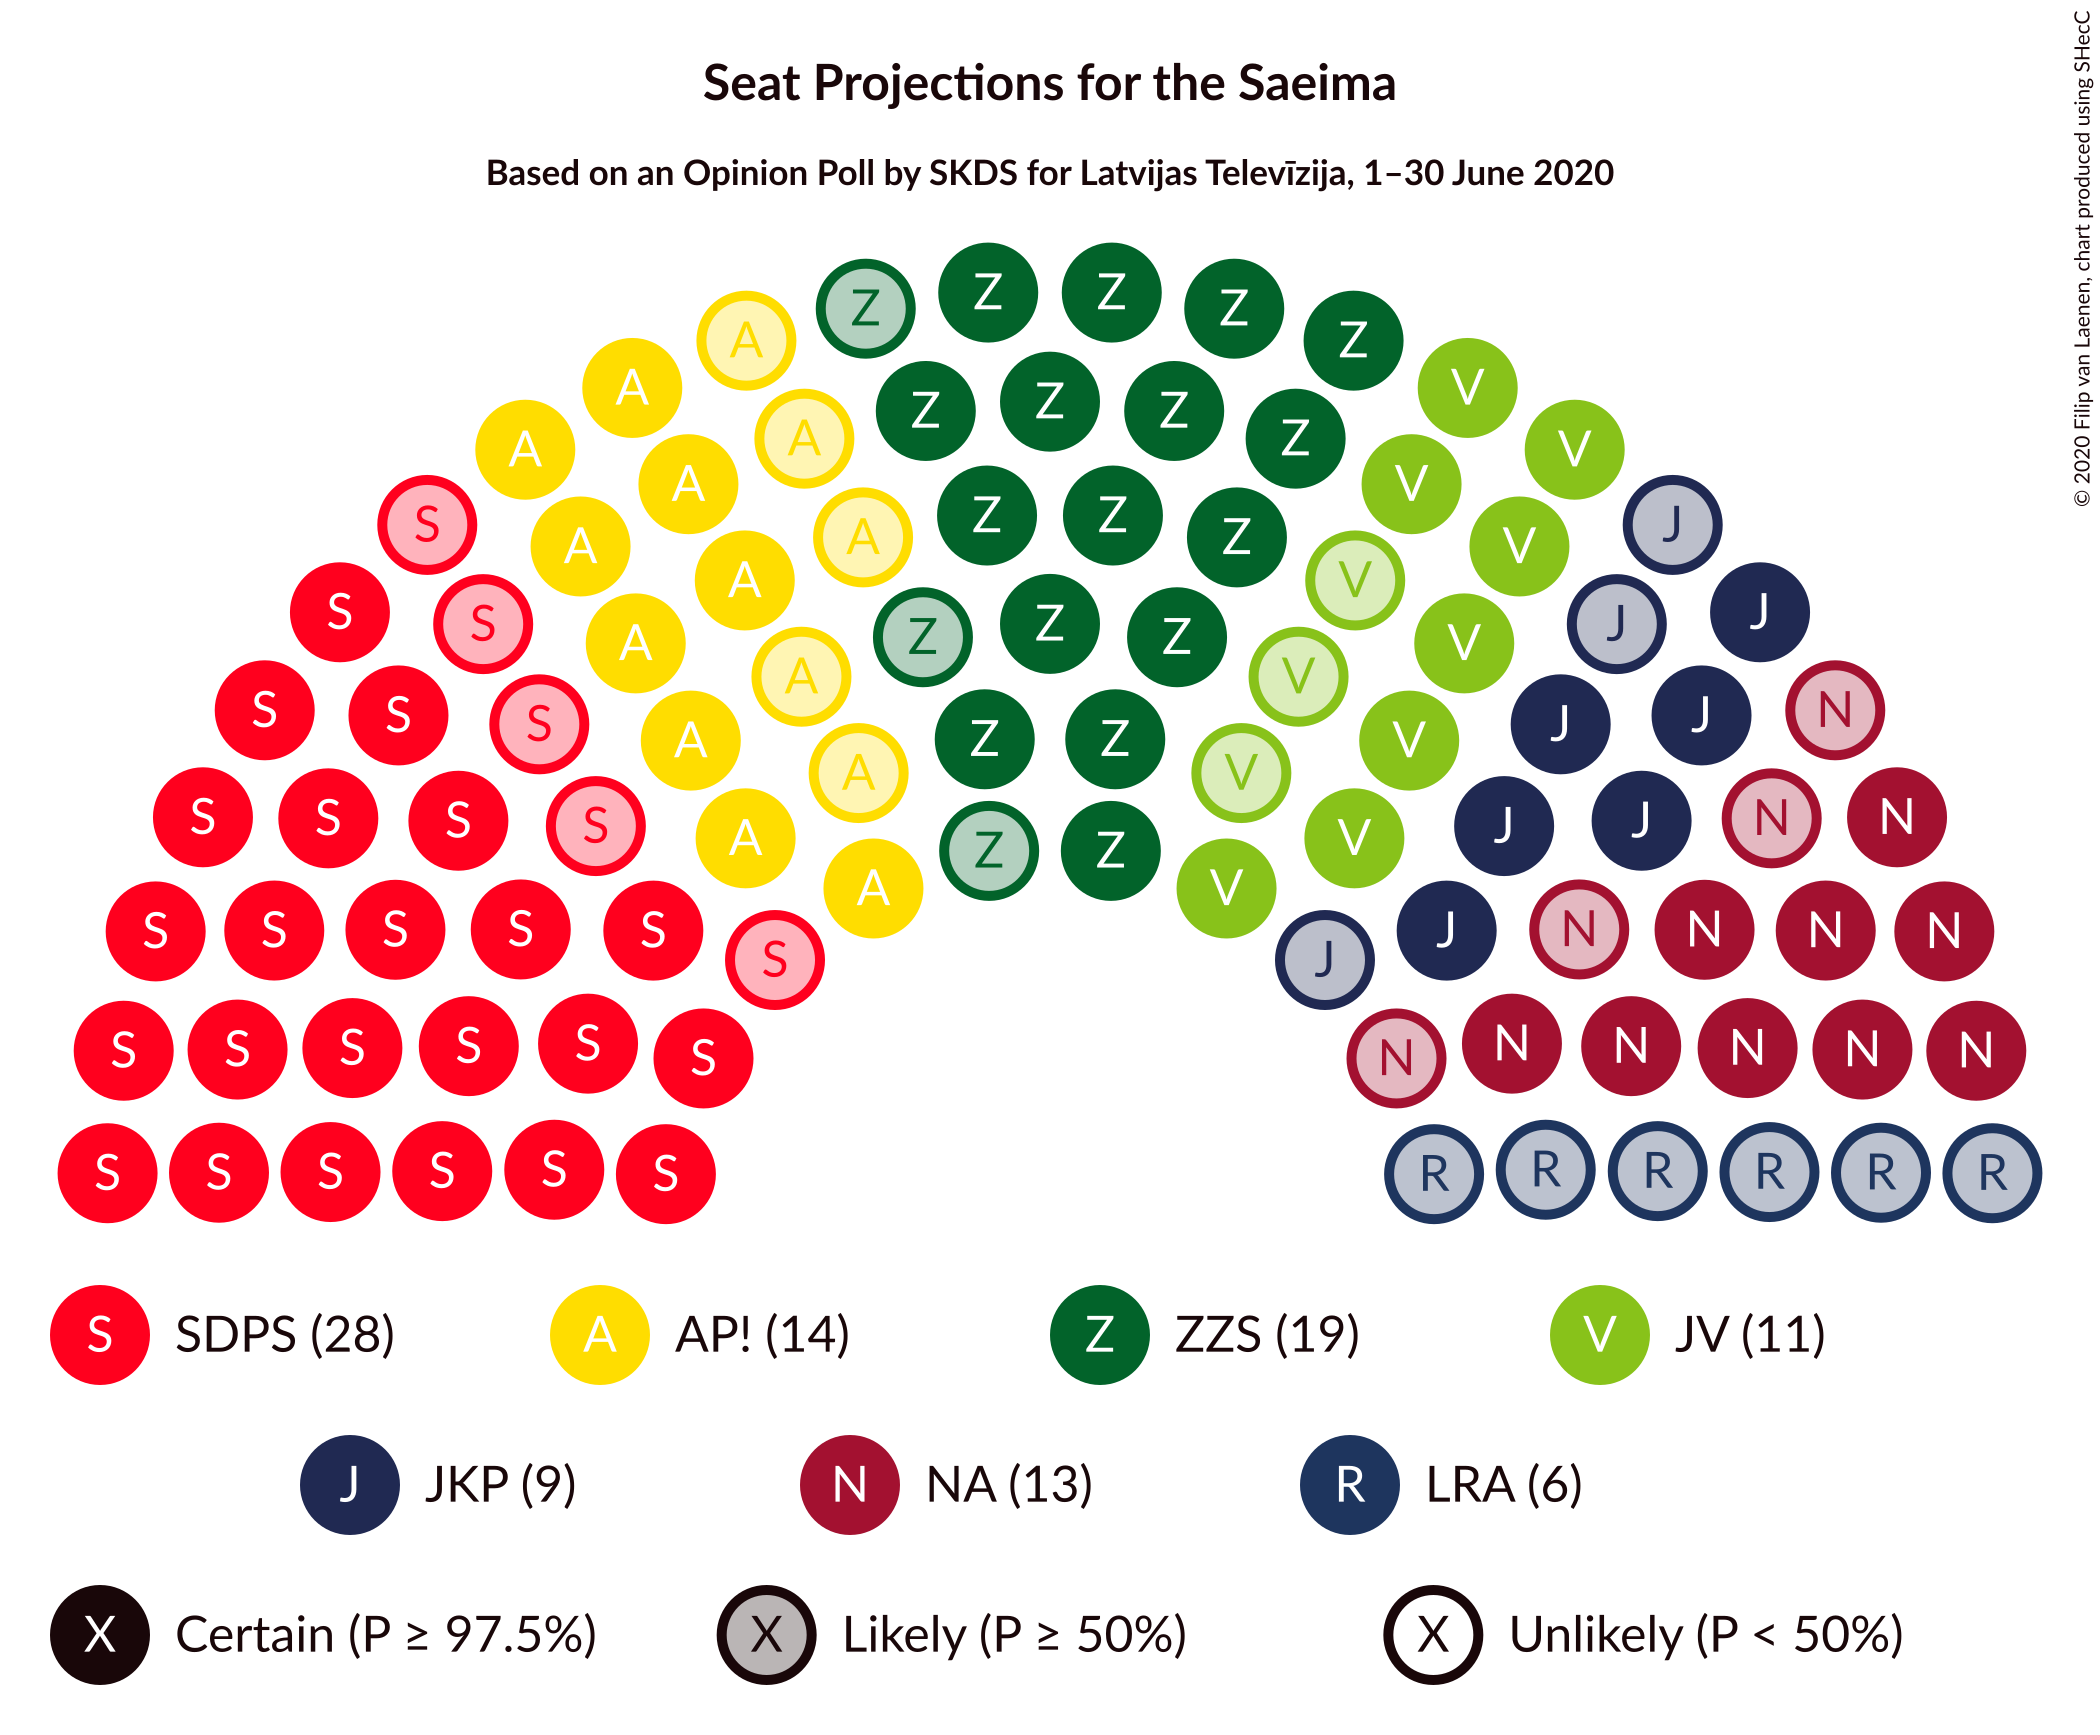 Seat Projections for the Saeima
Based on an Opinion Poll by SKDS for Latvijas Televīzija, 1–30 June 2020
© 2020 Filip van Laenen, chart produced using SHecC
Z Z Z Z Z
A A
A V
A V
S A Z Z Z Z V J
S A A V J
S A Z Z Z V
S A A V V J
S A Z Z Z V J
S S S A A V J J N
S S S S A Z Z V J J N N
S A Z Z V V
S S S S S A V J N N N N
S J
S S S S S S N N N N N N
S S S S S S R R R R R R
S SDPS (28) A AP! (14) Z ZZS (19) V JV (11)
J JKP (9) N NA (13) R LRA (6)
X Certain (P ≥ 97.5%) X Likely (P ≥ 50%) X Unlikely (P < 50%)